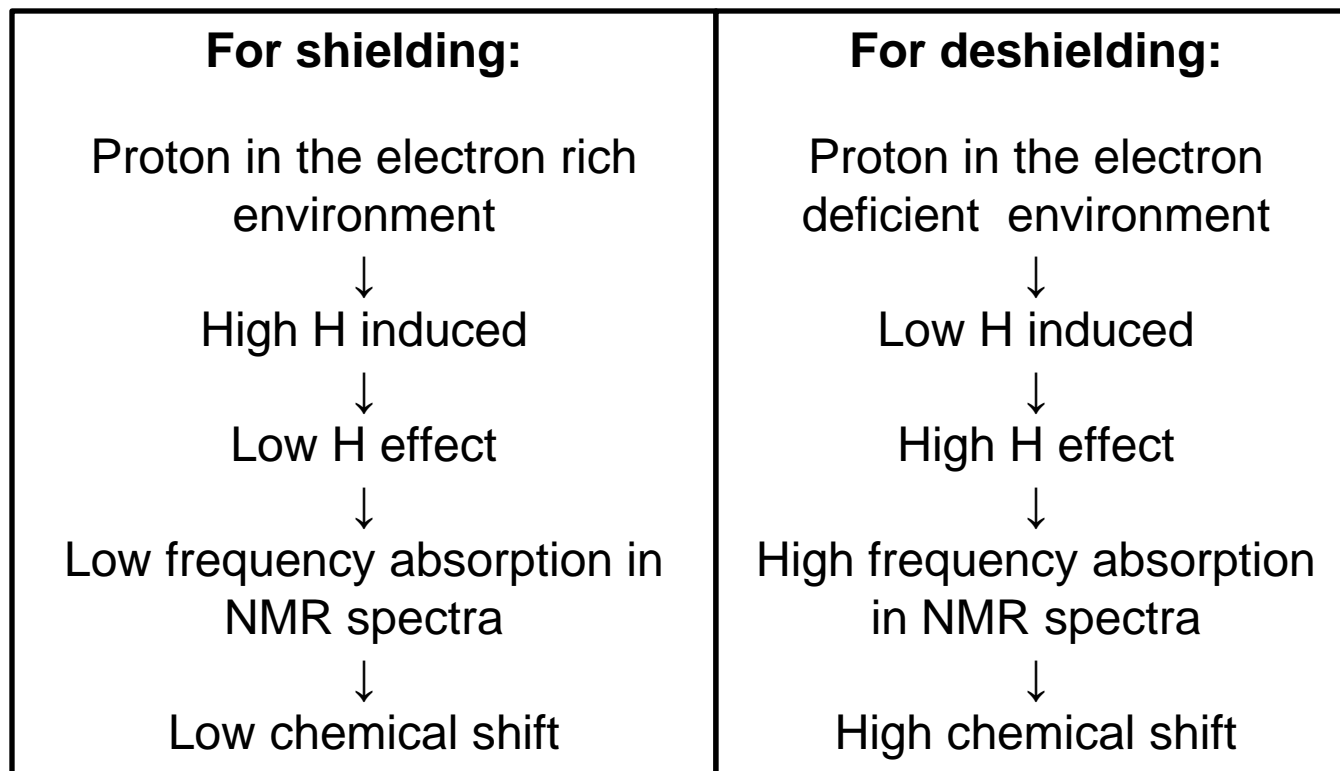 For shielding:
Proton in the electron rich
environment
↓
High H induced
↓
Low H effect
↓
Low frequency absorption in
NMR spectra
↓
Low chemical shift
For deshielding:
Proton in the electron
deficient  environment
↓
Low H induced
↓
High H effect
↓
High frequency absorption
in NMR spectra
↓
High chemical shift